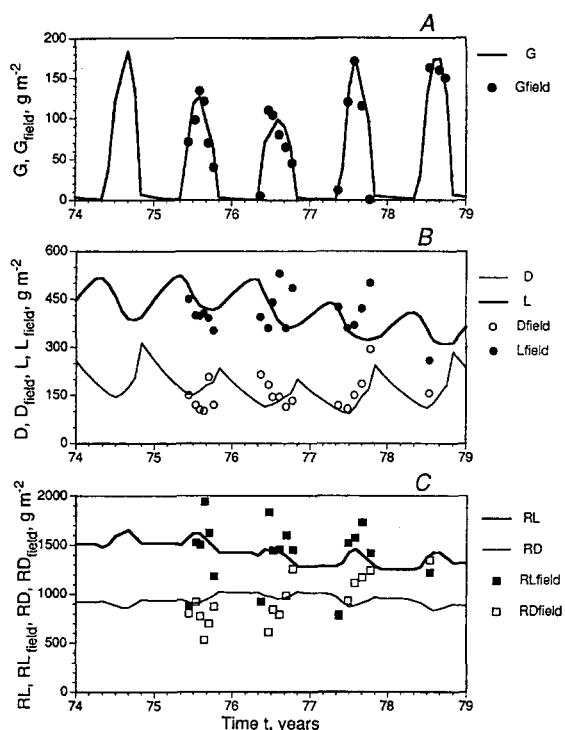 A
G, G_field, g m^-2
200
150
100
50
0
74 75 76 77 78 79
G
Gfield
B
D, D_field, L, L_field, g m^-2
600
450
300
150
0
74 75 76 77 78 79
D
L
Dfield
Lfield
C
RL, RL_field, RD, RD_field, g m^-2
2000
1500
1000
500
0
74 75 76 77 78 79
RL
RD
RLfield
RDfield
Time t, years